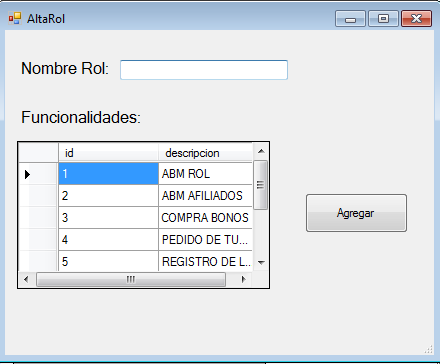 AltaRol
Nombre Rol:
Funcionalidades:
id descripcion
1 ABM ROL
2 ABM AFILIADOS
3 COMPRA BONOS
4 PEDIDO DE TU...
5 REGISTRO DE L...
Agregar